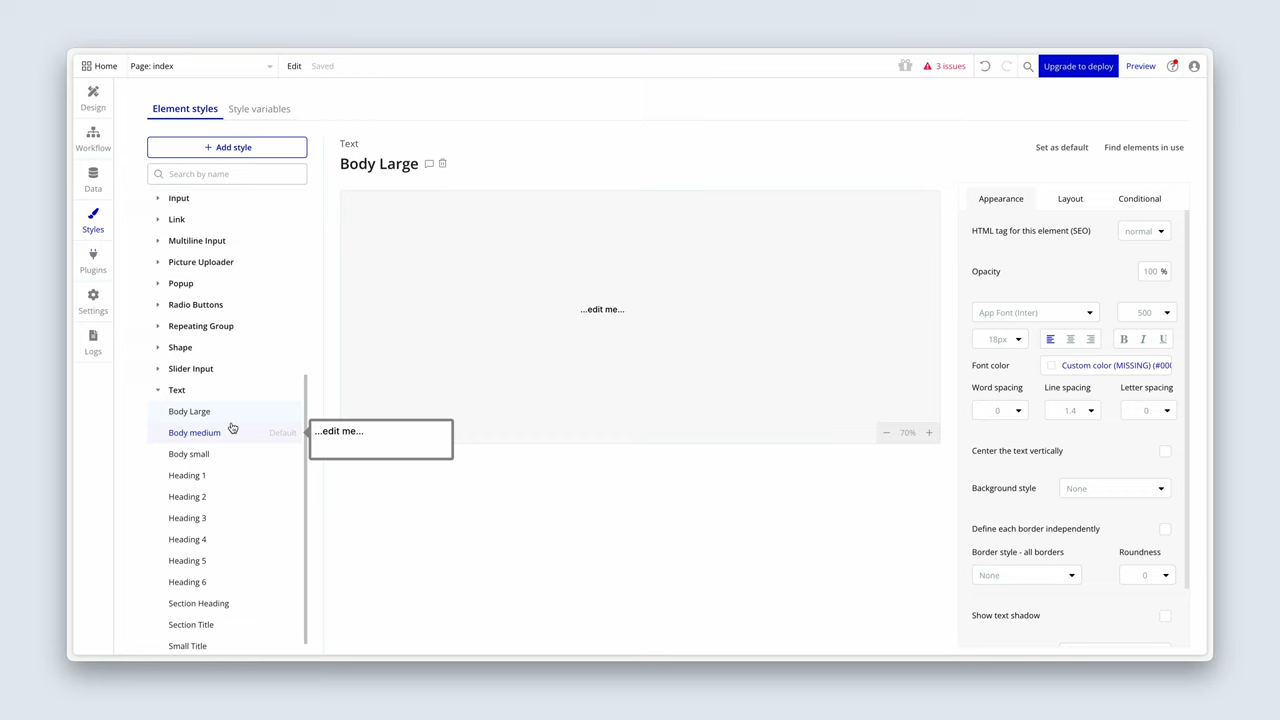 Home
Page: index
Edit
Saved
3 issues
Upgrade to deploy
Preview
Design
Workflow
Data
Styles
Plugins
Settings
Logs
Element styles
Style variables
+ Add style
Search by name
Input
Link
Multiline Input
Picture Uploader
Popup
Radio Buttons
Repeating Group
Shape
Slider Input
Text
Body Large
Body medium
Default
Body small
Heading 1
Heading 2
Heading 3
Heading 4
Heading 5
Heading 6
Section Heading
Section Title
Small Title
...edit me...
Text
Body Large
Set as default
Find elements in use
...edit me...
70%
Appearance
Layout
Conditional
HTML tag for this element (SEO)
normal
Opacity
100 %
App Font (Inter)
500
18px
B I U
Font color
Custom color (MISSING) (#000
Word spacing
Line spacing
Letter spacing
0
1.4
0
Center the text vertically
Background style
None
Define each border independently
Border style - all borders
Roundness
None
0
Show text shadow